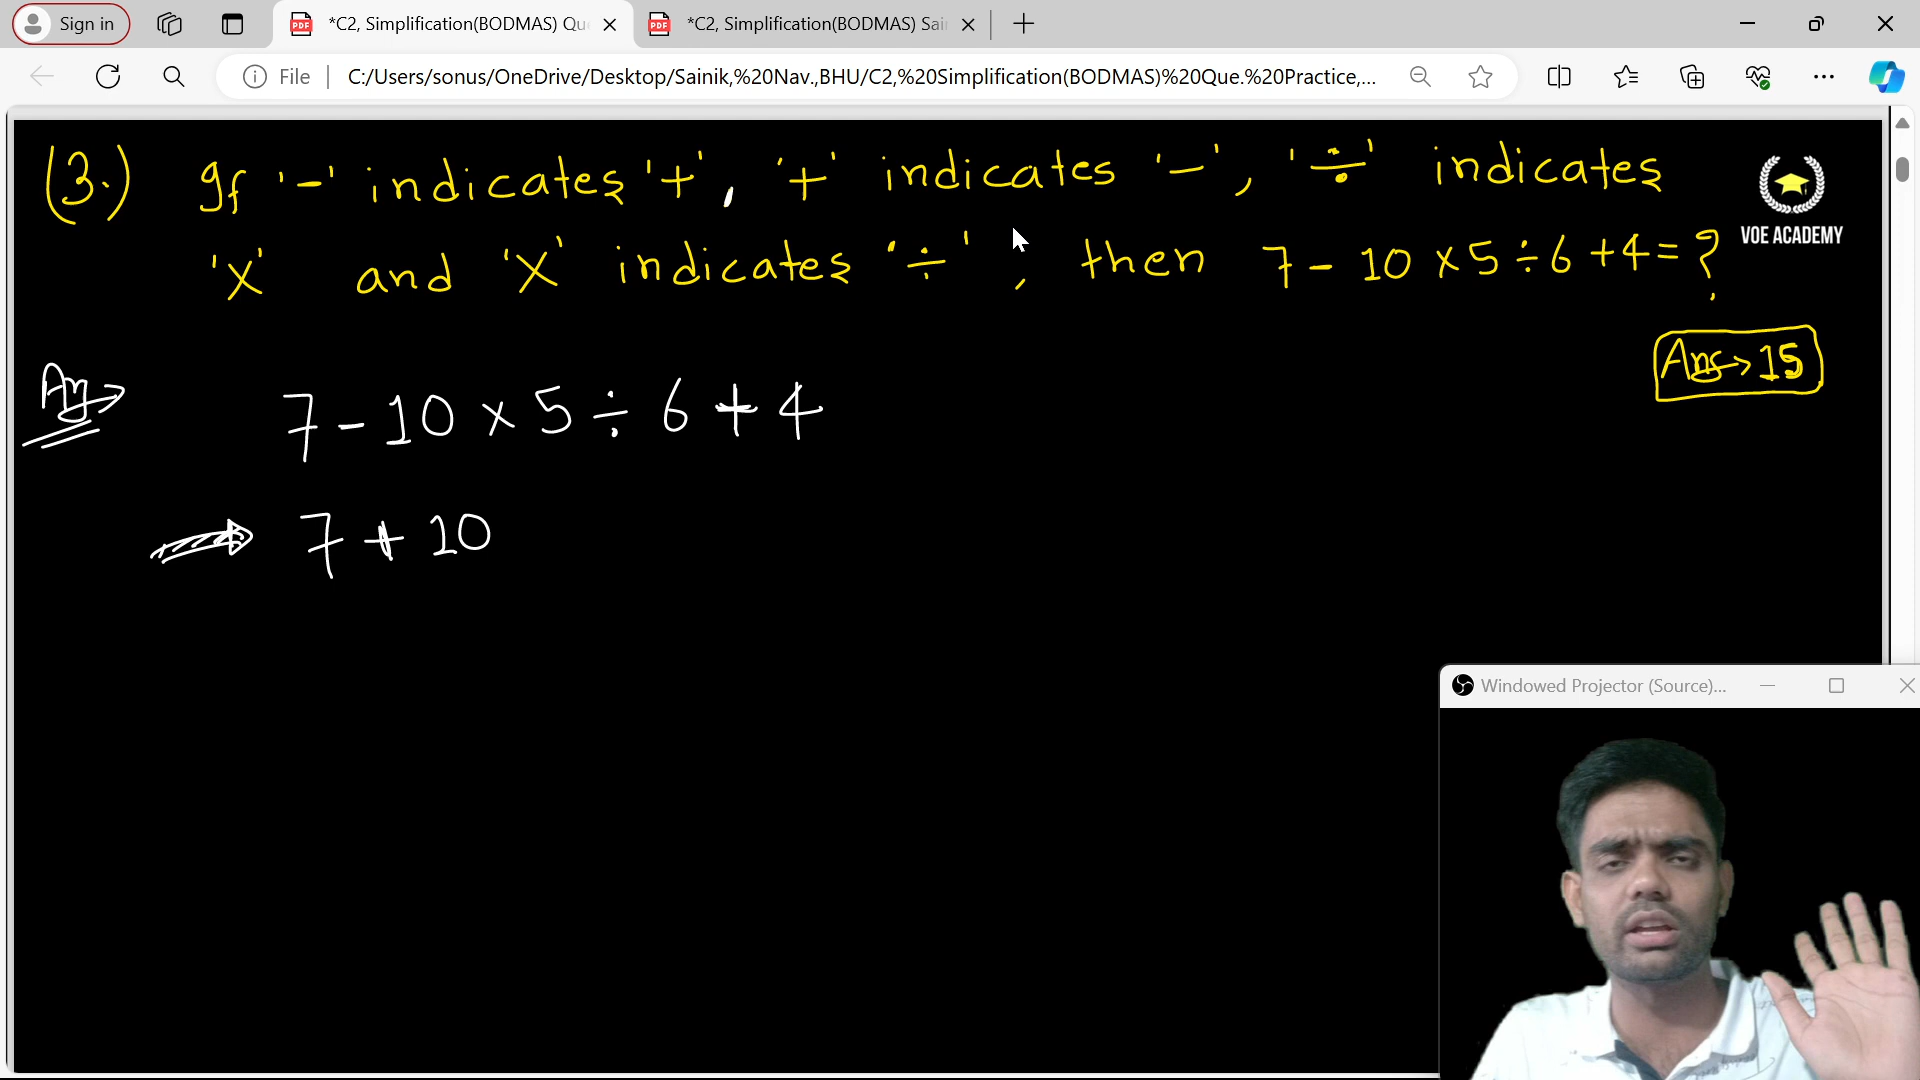 Sign in
*C2, Simplification(BODMAS) Qu
*C2, Simplification(BODMAS) Sai
File
C:/Users/sonus/OneDrive/Desktop/Sainik,%20Nav.,BHU/C2,%20Simplification(BODMAS)%20Que.%20Practice,...
(3.) If '-' indicates '+', '+' indicates '-', '÷' indicates
'X' and 'X' indicates '÷', then 7 - 10 × 5 ÷ 6 + 4 = ?
VOE ACADEMY
Ans → 15
7 - 10 × 5 ÷ 6 + 4
⇒ 7 + 10
Windowed Projector (Source)...